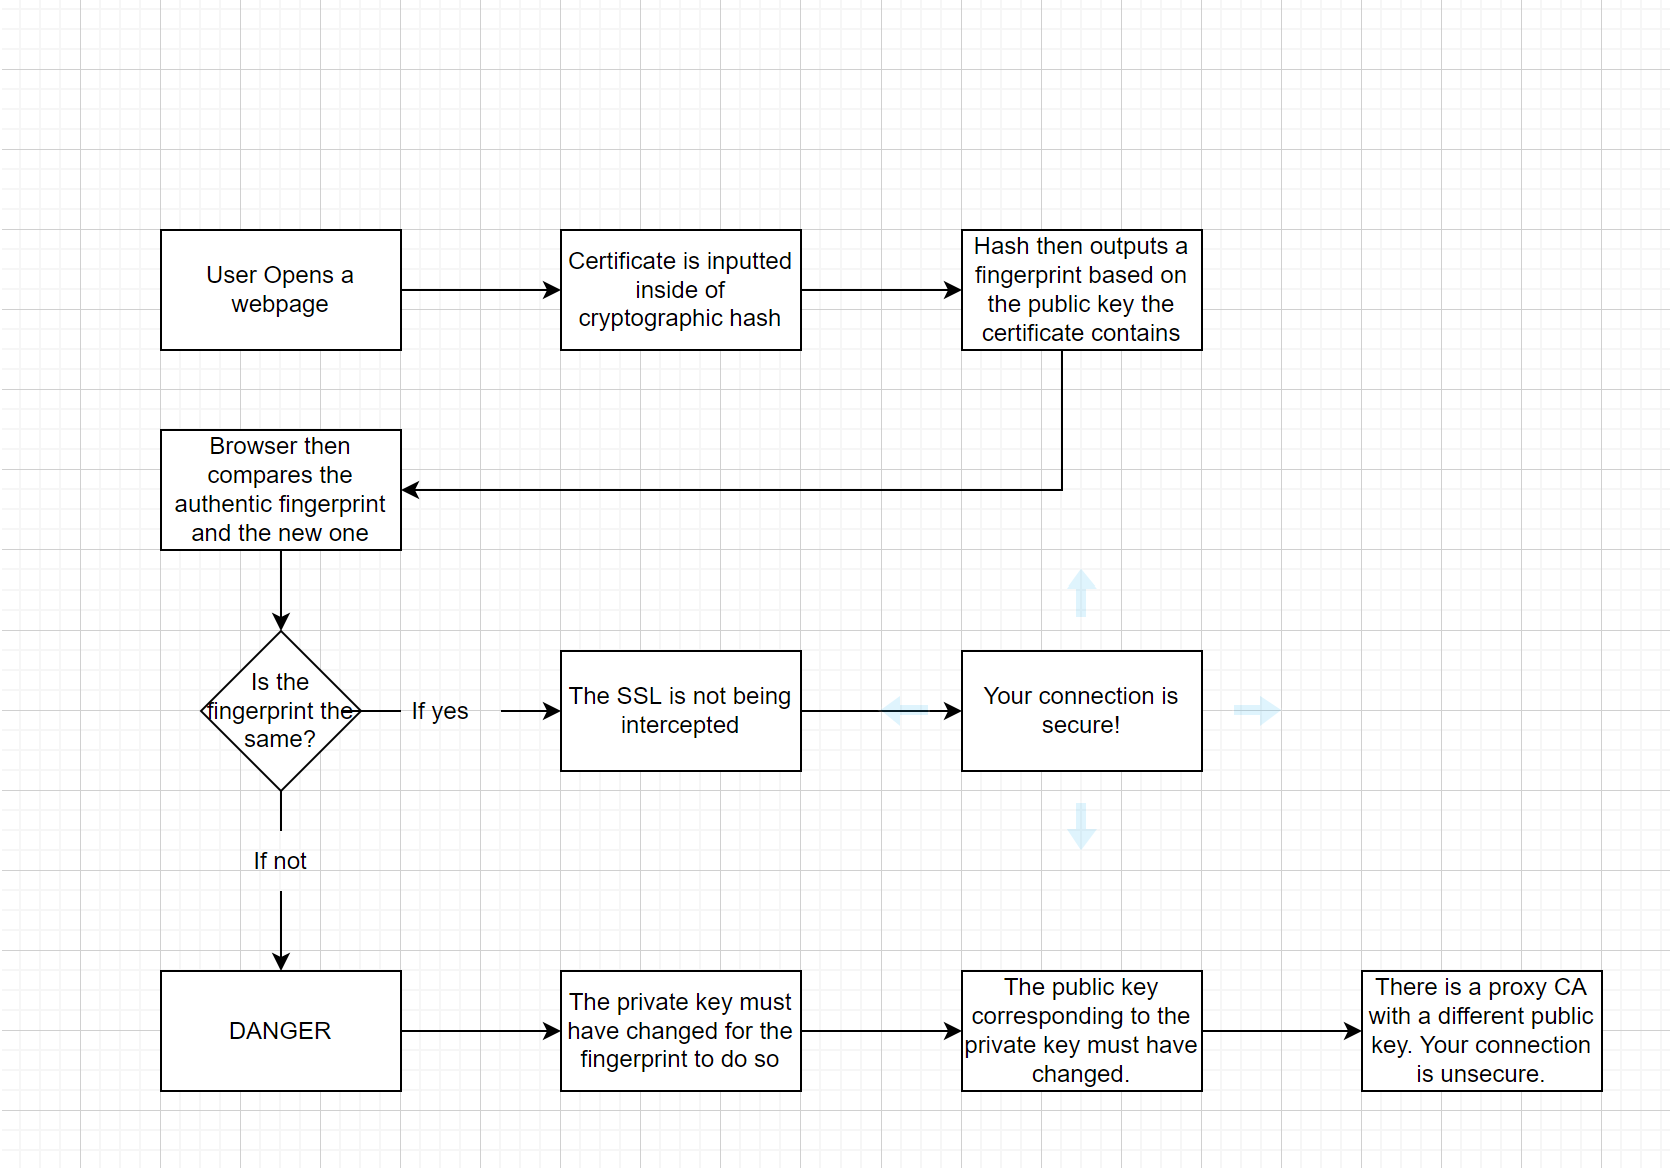 User Opens a
webpage
Certificate is inputted
inside of
cryptographic hash
Hash then outputs a
fingerprint based on
the public key the
certificate contains
Browser then
compares the
authentic fingerprint
and the new one
Is the
fingerprint the
same?
If yes
The SSL is not being
intercepted
Your connection is
secure!
If not
DANGER
The private key must
have changed for the
fingerprint to do so
The public key
corresponding to the
private key must have
changed.
There is a proxy CA
with a different public
key. Your connection
is unsecure.